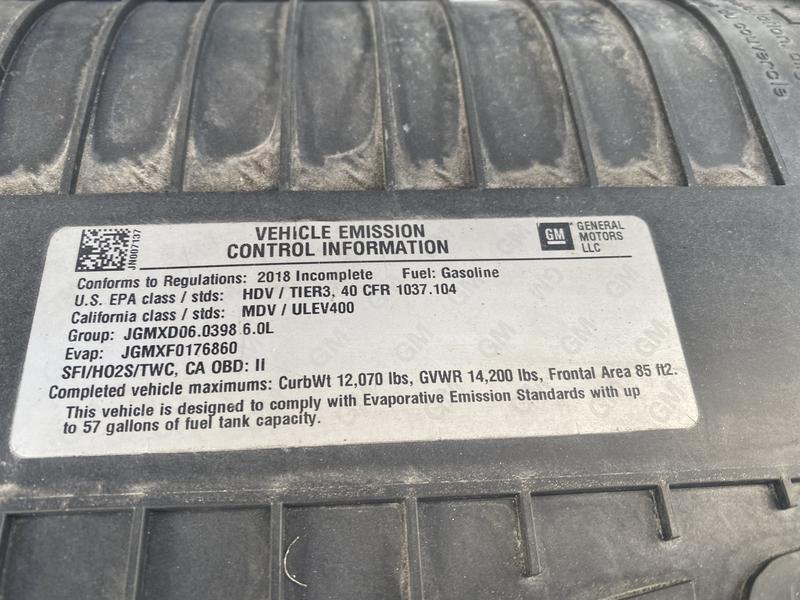 JN007137
VEHICLE EMISSION
CONTROL INFORMATION
GM
GENERAL
MOTORS
LLC
Conforms to Regulations: 2018 Incomplete Fuel: Gasoline
U.S. EPA class / stds: HDV / TIER3, 40 CFR 1037.104
California class / stds: MDV / ULEV400
Group: JGMXD06.0398 6.0L
Evap: JGMXF0176860
SFI/HO2S/TWC, CA OBD: II
Completed vehicle maximums: CurbWt 12,070 lbs, GVWR 14,200 lbs, Frontal Area 85 ft2.
This vehicle is designed to comply with Evaporative Emission Standards with up
to 57 gallons of fuel tank capacity.